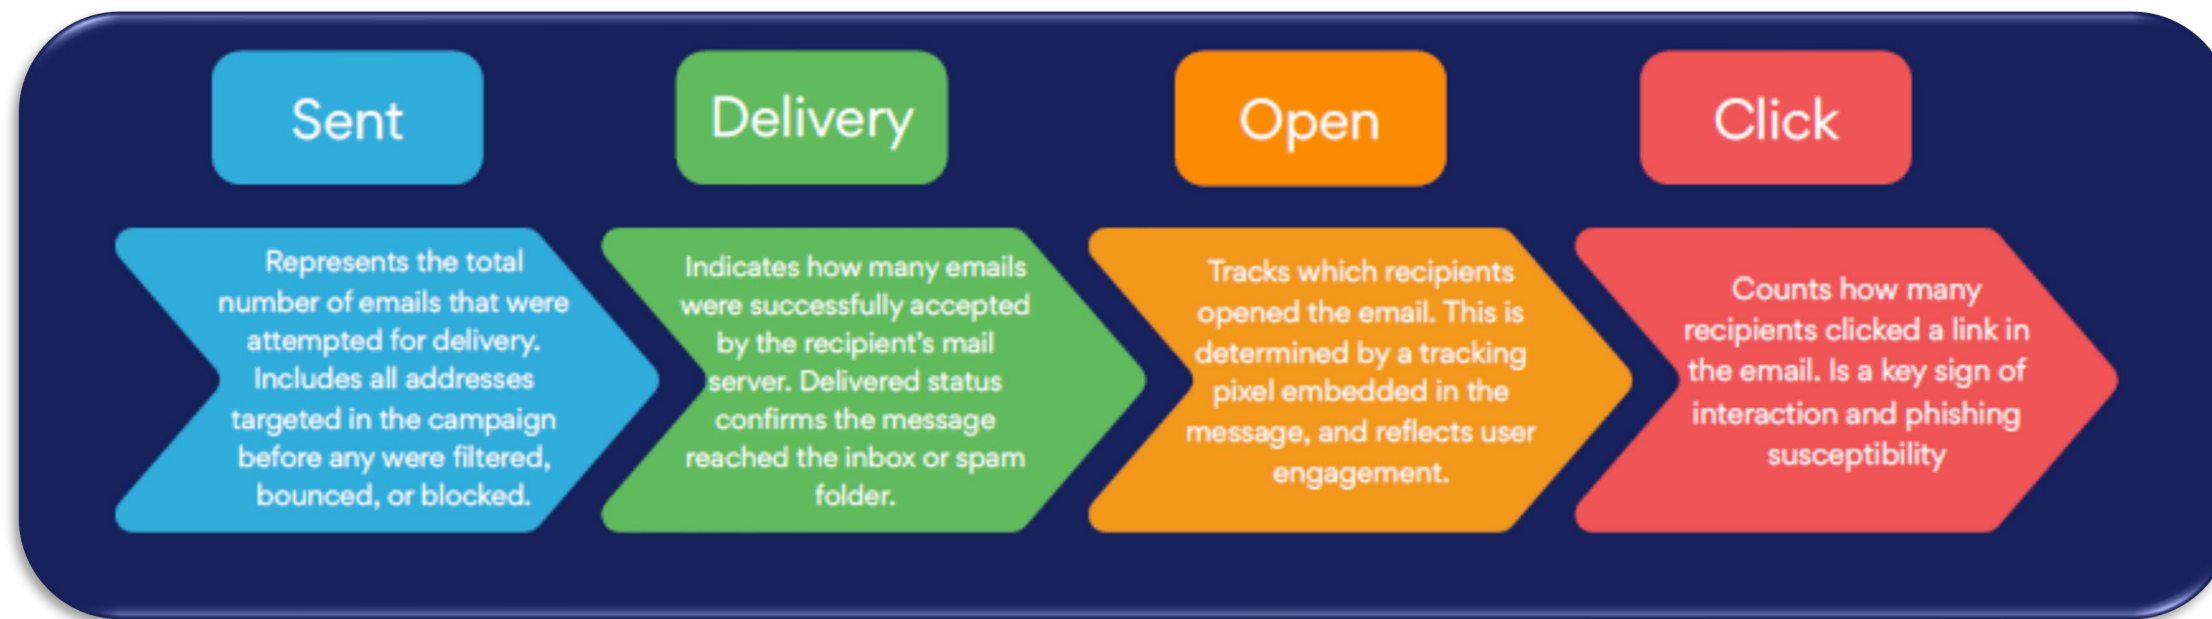 Sent
Delivery
Open
Click
Represents the total
number of emails that were
attempted for delivery.
Includes all addresses
targeted in the campaign
before any were filtered,
bounced, or blocked.
Indicates how many emails
were successfully accepted
by the recipient's mail
server. Delivered status
confirms the message
reached the inbox or spam
folder.
Tracks which recipients
opened the email. This is
determined by a tracking
pixel embedded in the
message, and reflects user
engagement.
Counts how many
recipients clicked a link in
the email. Is a key sign of
interaction and phishing
susceptibility